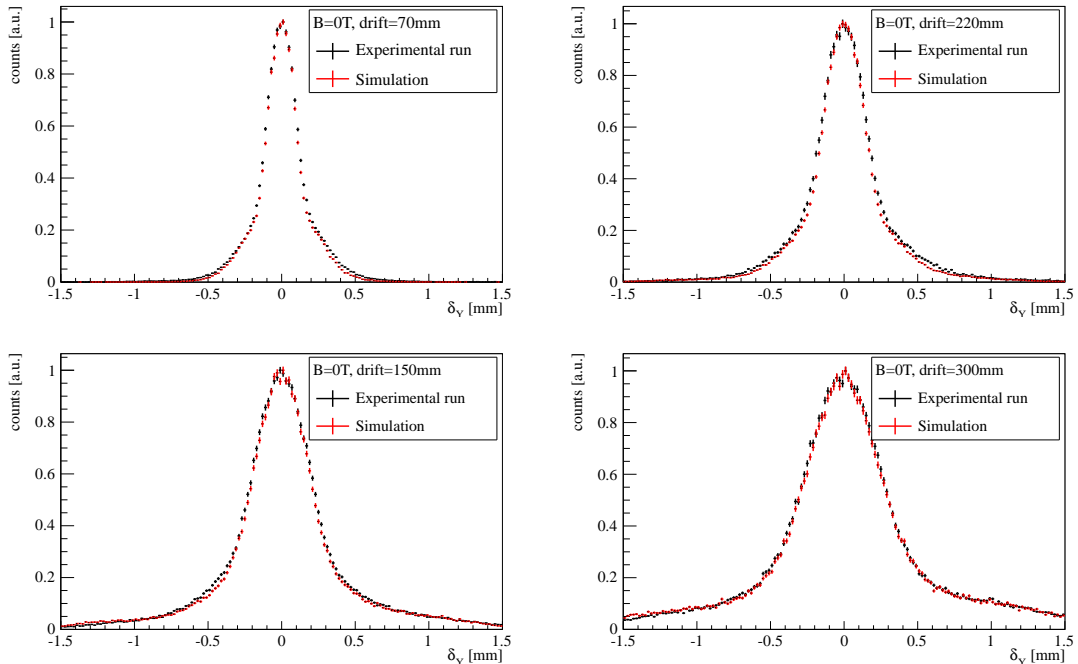 counts [a.u.]
1
0.8
0.6
0.4
0.2
0
-1.5 -1 -0.5 0 0.5 1 1.5
δY [mm]
B=0T, drift=70mm
Experimental run
Simulation
counts [a.u.]
1
0.8
0.6
0.4
0.2
0
-1.5 -1 -0.5 0 0.5 1 1.5
δY [mm]
B=0T, drift=220mm
Experimental run
Simulation
counts [a.u.]
1
0.8
0.6
0.4
0.2
0
-1.5 -1 -0.5 0 0.5 1 1.5
δY [mm]
B=0T, drift=150mm
Experimental run
Simulation
counts [a.u.]
1
0.8
0.6
0.4
0.2
0
-1.5 -1 -0.5 0 0.5 1 1.5
δY [mm]
B=0T, drift=300mm
Experimental run
Simulation